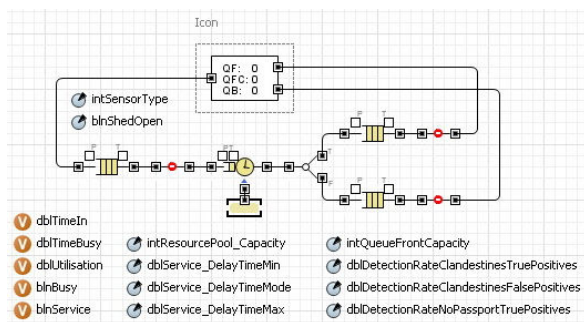 Icon
QF: 0
QFC: 0
QB: 0
intSensorType
blnShedOpen
P T
P T
PT
T
F
P T
dblTimeIn
dblTimeBusy
intResourcePool_Capacity
intQueueFrontCapacity
dblUtilisation
dblService_DelayTimeMin
dblDetectionRateClandestinesTruePositives
blnBusy
dblService_DelayTimeMode
dblDetectionRateClandestinesFalsePositives
blnService
dblService_DelayTimeMax
dblDetectionRateNoPassportTruePositives
V
V
V
V
V